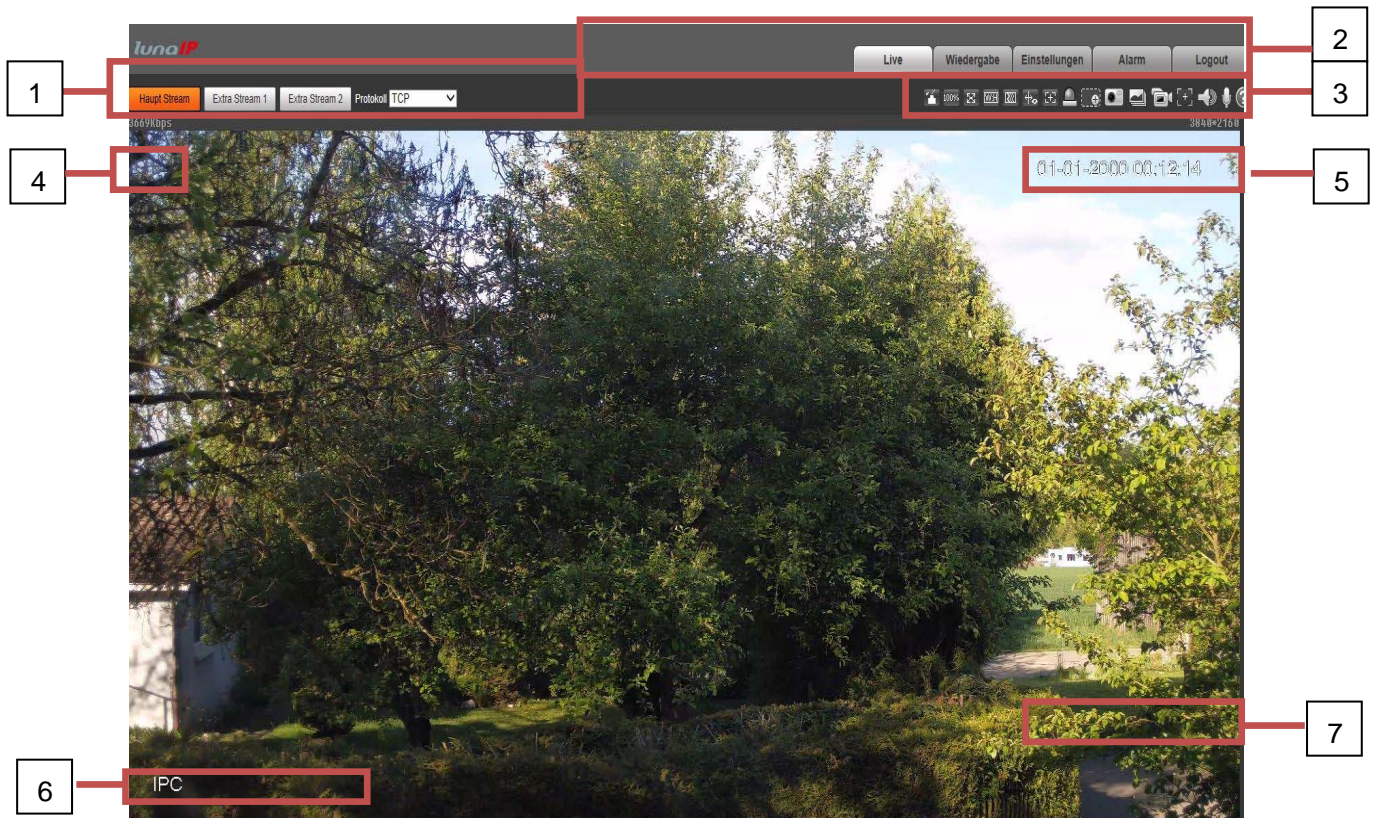 2
lunaIP
Live Wiedergabe Einstellungen Alarm Logout
1
3
Haupt Stream Extra Stream 1 Extra Stream 2 Protokoll TCP
100%
3669Kbps 3840*2160
4
01-01-2000 00:12:14
5
7
6
IPC